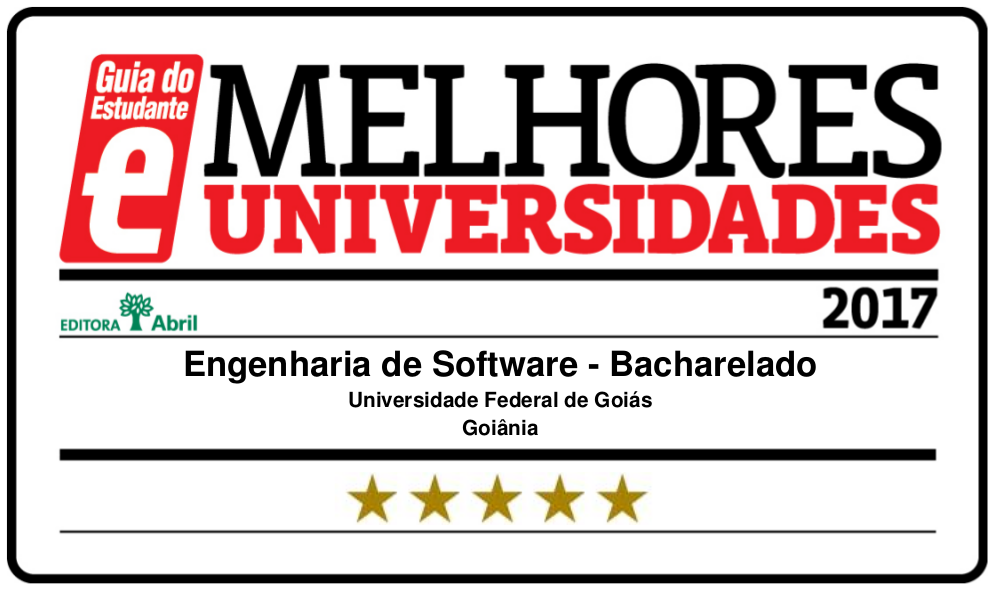 Guia do
Estudante
e
MELHORES
UNIVERSIDADES
EDITORA Abril
2017
Engenharia de Software - Bacharelado
Universidade Federal de Goiás
Goiânia